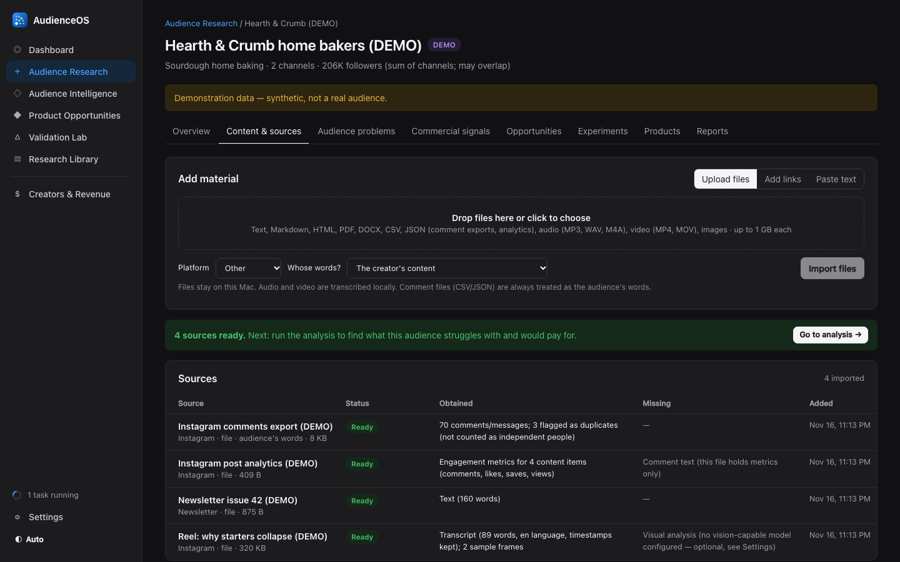 AudienceOS
Dashboard
Audience Research
Audience Intelligence
Product Opportunities
Validation Lab
Research Library
$ Creators & Revenue
1 task running
Settings
Auto
Audience Research / Hearth & Crumb (DEMO)
Hearth & Crumb home bakers (DEMO) DEMO
Sourdough home baking · 2 channels · 206K followers (sum of channels; may overlap)
Demonstration data — synthetic, not a real audience.
Overview Content & sources Audience problems Commercial signals Opportunities Experiments Products Reports
Add material Upload files Add links Paste text
Drop files here or click to choose
Text, Markdown, HTML, PDF, DOCX, CSV, JSON (comment exports, analytics), audio (MP3, WAV, M4A), video (MP4, MOV), images · up to 1 GB each
Platform Other Whose words? The creator's content Import files
Files stay on this Mac. Audio and video are transcribed locally. Comment files (CSV/JSON) are always treated as the audience's words.
4 sources ready. Next: run the analysis to find what this audience struggles with and would pay for. Go to analysis →
Sources 4 imported
Source Status Obtained Missing Added
Instagram comments export (DEMO) Ready 70 comments/messages; 3 flagged as duplicates — Nov 16, 11:13 PM
Instagram · file · audience's words · 8 KB (not counted as independent people)
Instagram post analytics (DEMO) Ready Engagement metrics for 4 content items Comment text (this file holds metrics Nov 16, 11:13 PM
Instagram · file · 409 B (comments, likes, saves, views) only)
Newsletter issue 42 (DEMO) Ready Text (160 words) — Nov 16, 11:13 PM
Newsletter · file · 875 B
Reel: why starters collapse (DEMO) Ready Transcript (89 words, en language, timestamps Visual analysis (no vision-capable model Nov 16, 11:13 PM
Instagram · file · 320 KB kept); 2 sample frames configured — optional, see Settings)